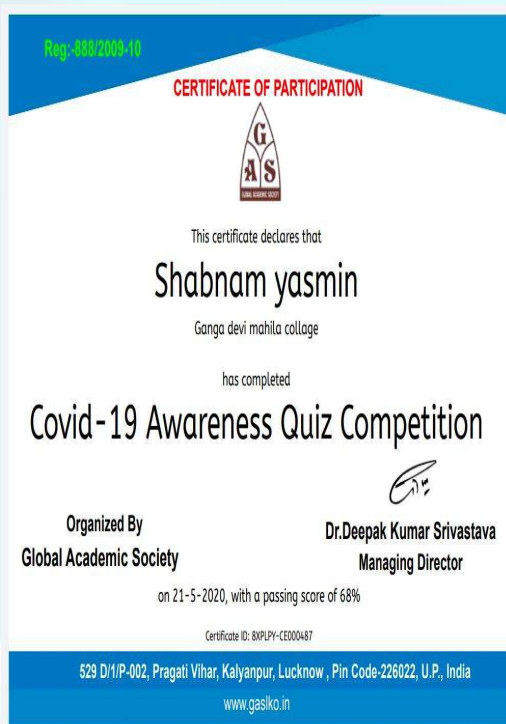 Reg:-888/2009-10
CERTIFICATE OF PARTICIPATION
G
A S
GLOBAL ACADEMIC SOCIETY
This certificate declares that
Shabnam yasmin
Ganga devi mahila collage
has completed
Covid-19 Awareness Quiz Competition
Organized By
Global Academic Society
Dr.Deepak Kumar Srivastava
Managing Director
on 21-5-2020, with a passing score of 68%
Certificate ID: 8XPLPY-CE000487
529 D/1/P-002, Pragati Vihar, Kalyanpur, Lucknow , Pin Code-226022, U.P., India
www.gaslko.in